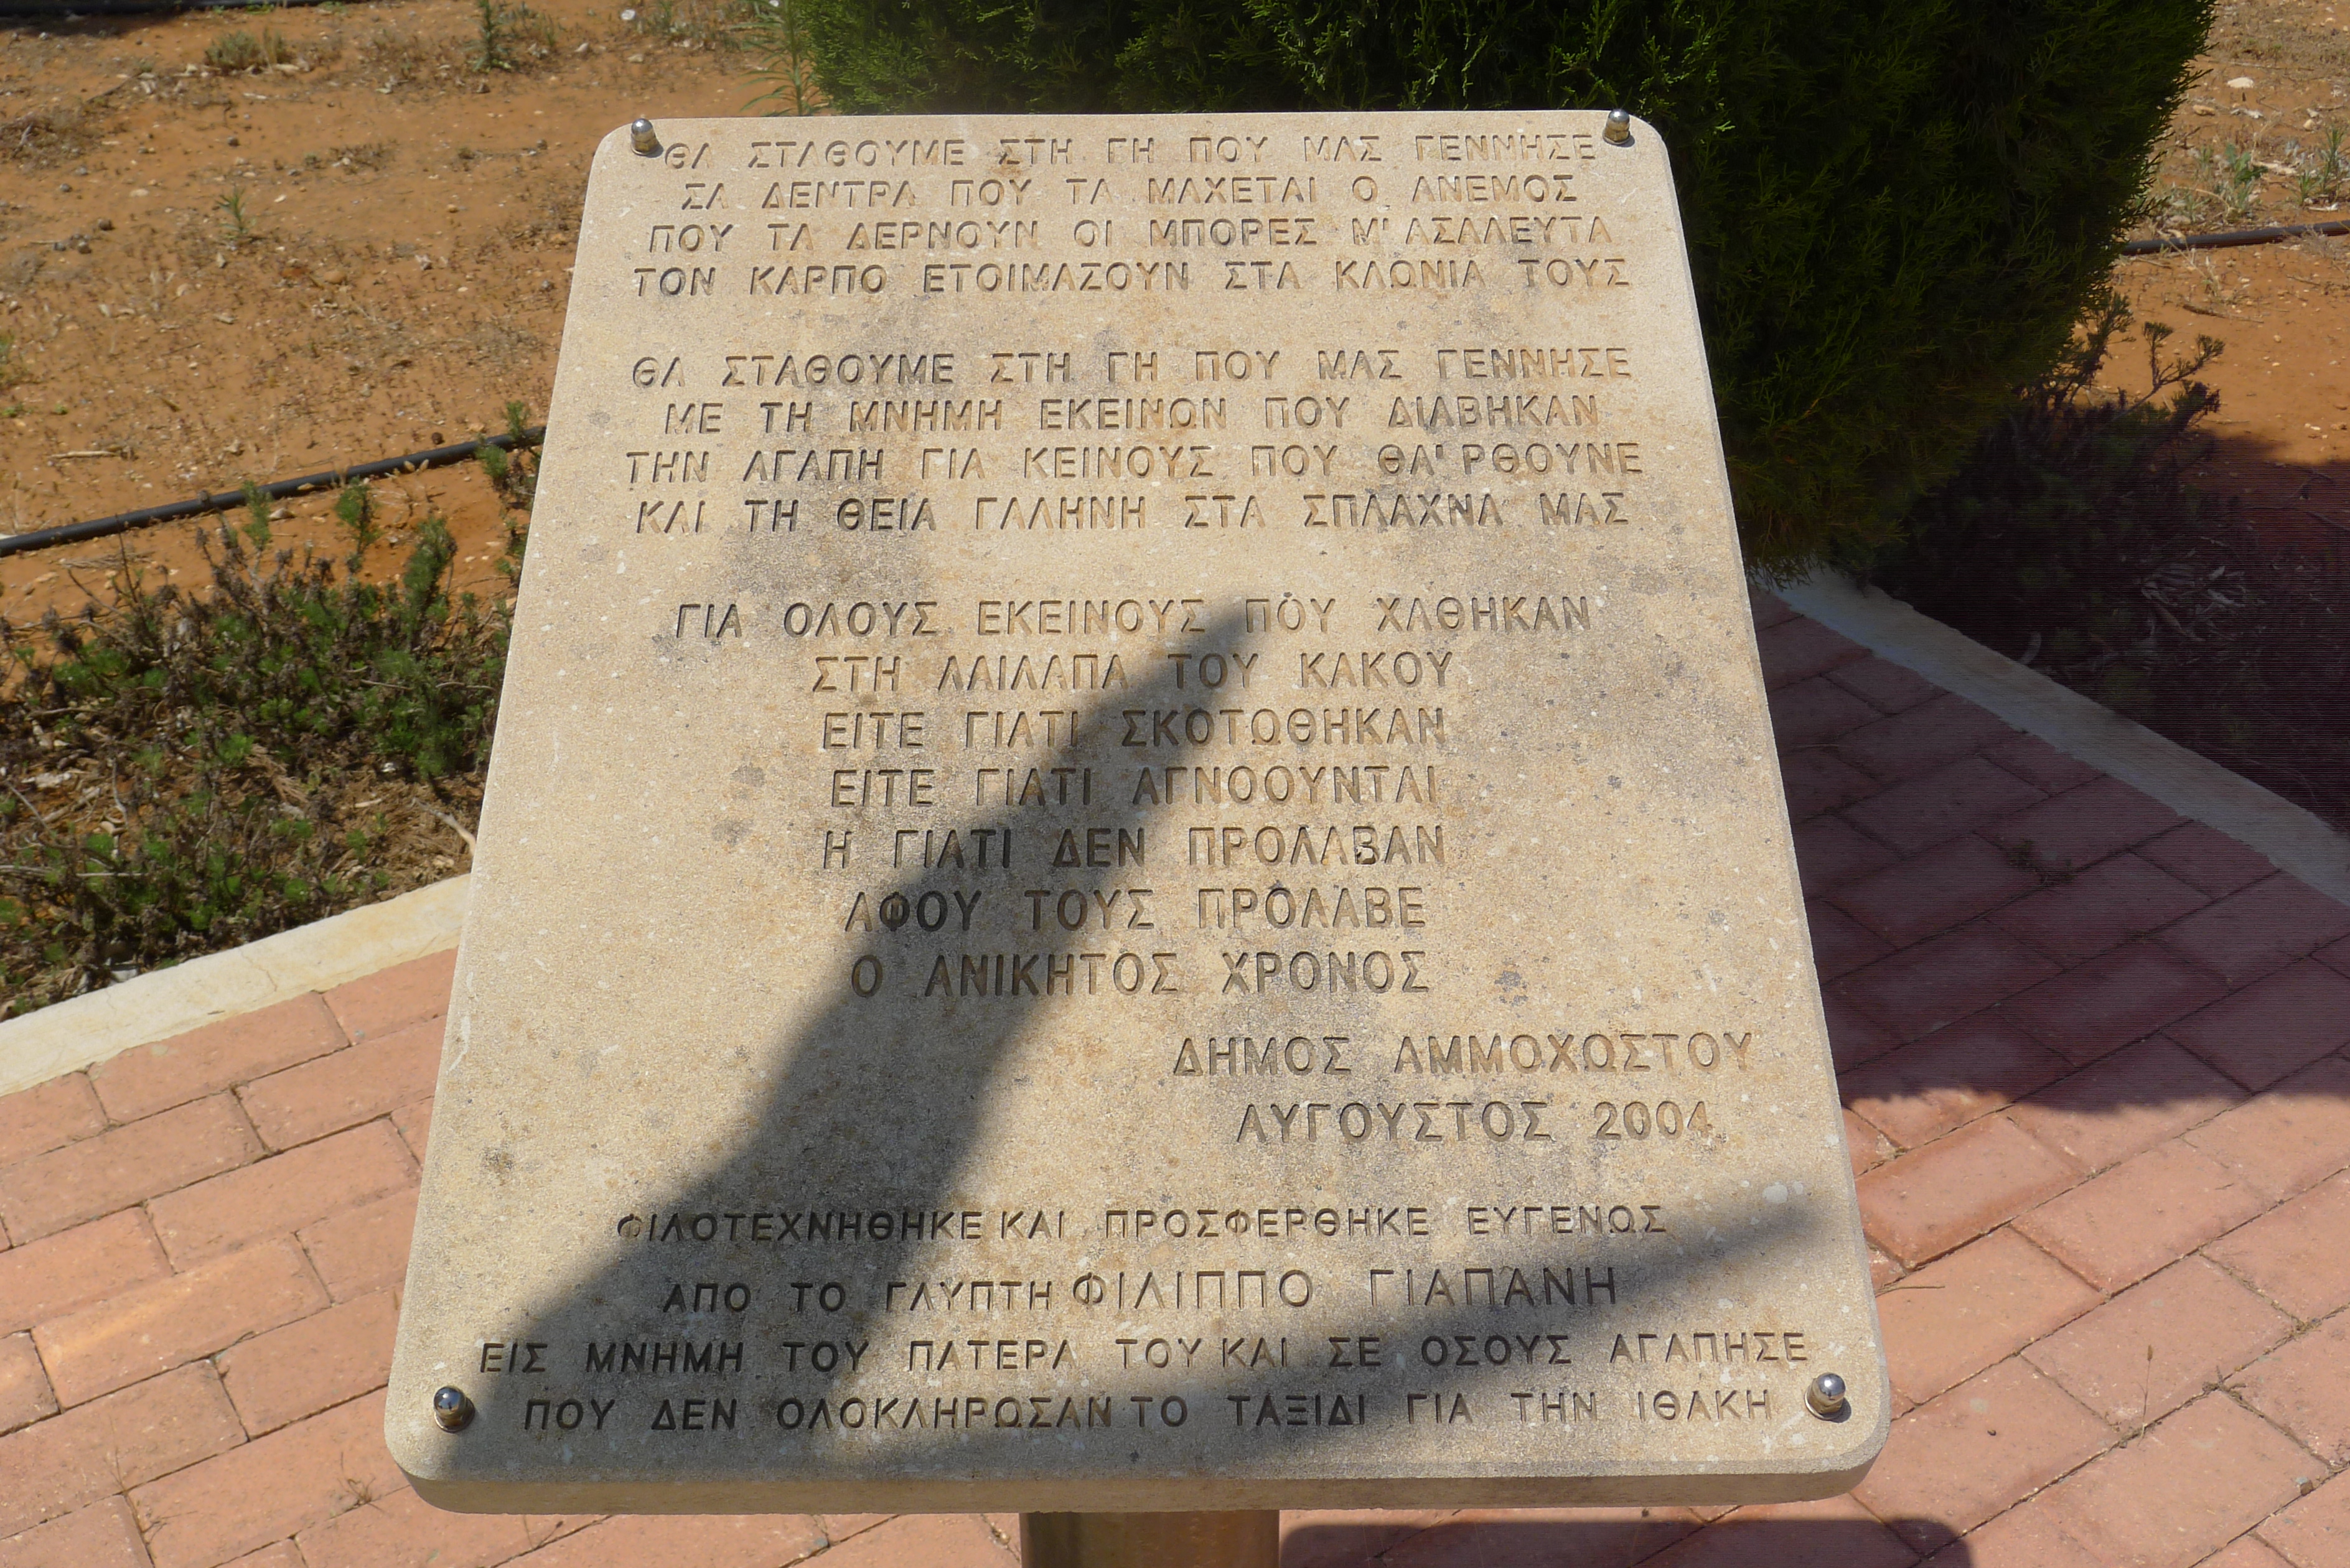 ΘΑ ΣΤΑΘΟΥΜΕ ΣΤΗ ΓΗ ΠΟΥ ΜΑΣ ΓΕΝΝΗΣΕ
ΣΑ ΔΕΝΤΡΑ ΠΟΥ ΤΑ ΜΑΧΕΤΑΙ Ο ΑΝΕΜΟΣ
ΠΟΥ ΤΑ ΔΕΡΝΟΥΝ ΟΙ ΜΠΟΡΕΣ Μ' ΑΣΑΛΕΥΤΑ
ΤΟΝ ΚΑΡΠΟ ΕΤΟΙΜΑΖΟΥΝ ΣΤΑ ΚΛΩΝΙΑ ΤΟΥΣ
ΘΑ ΣΤΑΘΟΥΜΕ ΣΤΗ ΓΗ ΠΟΥ ΜΑΣ ΓΕΝΝΗΣΕ
ΜΕ ΤΗ ΜΝΗΜΗ ΕΚΕΙΝΩΝ ΠΟΥ ΔΙΑΒΗΚΑΝ
ΤΗΝ ΑΓΑΠΗ ΓΙΑ ΚΕΙΝΟΥΣ ΠΟΥ ΘΑ'ΡΘΟΥΝΕ
ΚΑΙ ΤΗ ΘΕΙΑ ΓΑΛΗΝΗ ΣΤΑ ΣΠΛΑΧΝΑ ΜΑΣ
ΓΙΑ ΟΛΟΥΣ ΕΚΕΙΝΟΥΣ ΠΟΥ ΧΑΘΗΚΑΝ
ΣΤΗ ΛΑΙΛΑΠΑ ΤΟΥ ΚΑΚΟΥ
ΕΙΤΕ ΓΙΑΤΙ ΣΚΟΤΩΘΗΚΑΝ
ΕΙΤΕ ΓΙΑΤΙ ΑΓΝΟΟΥΝΤΑΙ
Η ΓΙΑΤΙ ΔΕΝ ΠΡΟΛΑΒΑΝ
ΑΦΟΥ ΤΟΥΣ ΠΡΟΛΑΒΕ
Ο ΑΝΙΚΗΤΟΣ ΧΡΟΝΟΣ
ΔΗΜΟΣ ΑΜΜΟΧΩΣΤΟΥ
ΑΥΓΟΥΣΤΟΣ 2004
ΦΙΛΟΤΕΧΝΗΘΗΚΕ ΚΑΙ ΠΡΟΣΦΕΡΘΗΚΕ ΕΥΓΕΝΩΣ
ΑΠΟ ΤΟ ΓΛΥΠΤΗ ΦΙΛΙΠΠΟ ΓΙΑΠΑΝΗ
ΕΙΣ ΜΝΗΜΗ ΤΟΥ ΠΑΤΕΡΑ ΤΟΥ ΚΑΙ ΣΕ ΟΣΟΥΣ ΑΓΑΠΗΣΕ
ΠΟΥ ΔΕΝ ΟΛΟΚΛΗΡΩΣΑΝ ΤΟ ΤΑΞΙΔΙ ΓΙΑ ΤΗΝ ΙΘΑΚΗ